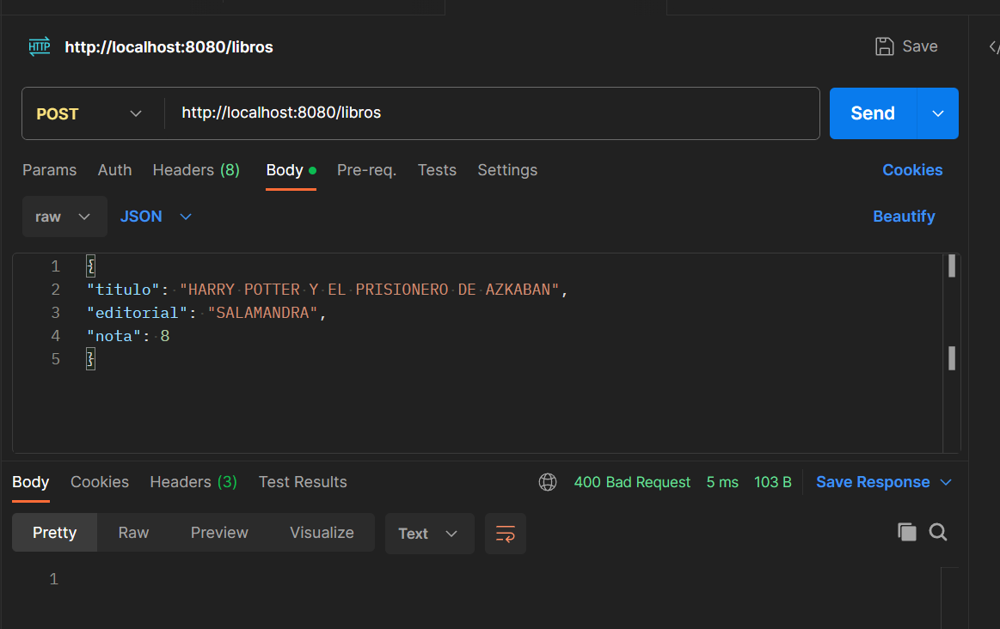 HTTP http://localhost:8080/libros Save </
POST http://localhost:8080/libros Send
Params Auth Headers (8) Body Pre-req. Tests Settings Cookies
raw JSON Beautify
1 {
2 "titulo": "HARRY POTTER Y EL PRISIONERO DE AZKABAN",
3 "editorial": "SALAMANDRA",
4 "nota": 8
5 }
Body Cookies Headers (3) Test Results 400 Bad Request 5 ms 103 B Save Response
Pretty Raw Preview Visualize Text
1